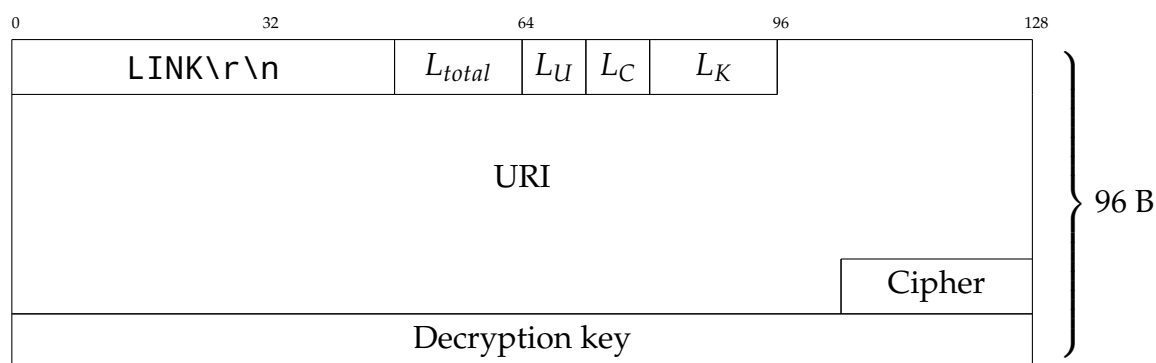 0 32 64 96 128
LINK\r\n L_total L_U L_C L_K
URI
96 B
Cipher
Decryption key